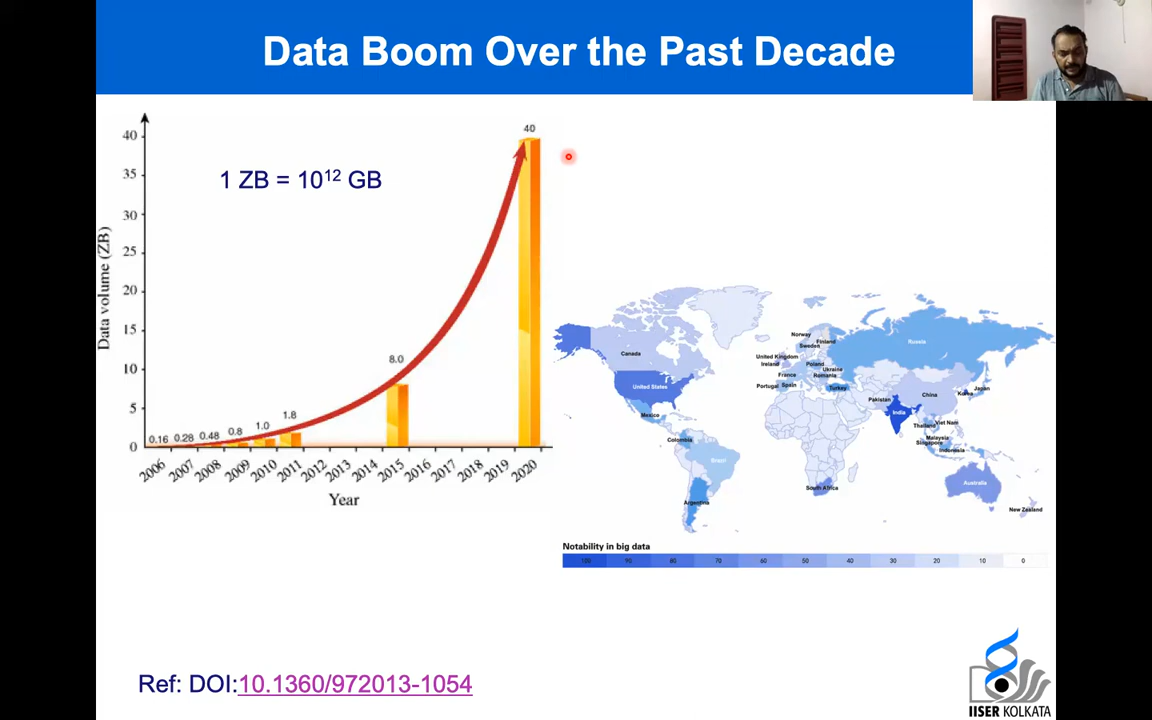 Data Boom Over the Past Decade
40
35
30
25
20
15
10
5
0
Data volume (ZB)
1 ZB = 10¹² GB
0.16 0.28 0.48 0.8 1.0 1.8 8.0 40
2006 2007 2008 2009 2010 2011 2012 2013 2014 2015 2016 2017 2018 2019 2020
Year
Canada
United States
Mexico
Colombia
Brazil
Argentina
Norway
Finland
Sweden
United Kingdom
Ireland
Poland
Ukraine
France
Romania
Portugal Spain
Turkey
Russia
Pakistan
India
China
Korea
Japan
Thailand
Viet Nam
Malaysia
Singapore
Indonesia
South Africa
Australia
New Zealand
Notability in big data
100 90 80 70 60 50 40 30 20 10 0
Ref: DOI:10.1360/972013-1054
IISER KOLKATA